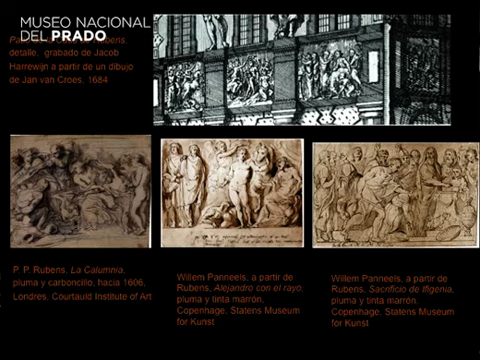 MUSEO NACIONAL
DEL PRADO
de Rubens,
detalle, grabado de Jacob
Harrewijn a partir de un dibujo
de Jan van Croes, 1684
P. P. Rubens, La Calumnia,
pluma y carboncilio, hacia 1606,
Londres, Courtauld Institute of Art
Willem Panneels, a partir de
Rubens, Alejandro con el rayo,
pluma y tinta marrón.
Copenhage, Statens Museum
for Kunst
Willem Panneels, a partir de
Rubens, Sacrificio de Ifigenia,
pluma y tinta marrón.
Copenhage, Statens Museum
for Kunst